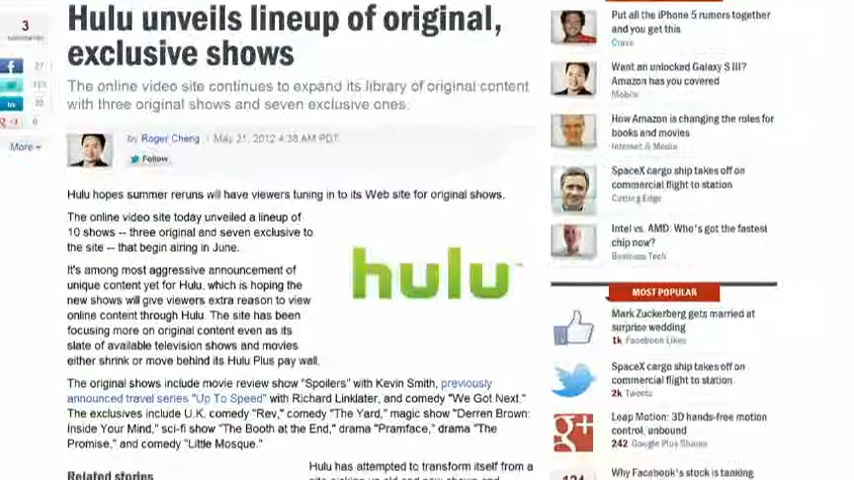 3
Hulu unveils lineup of original,
exclusive shows
The online video site continues to expand its library of original content
with three original shows and seven exclusive ones.
27
22
+1 0
More
by Roger Cheng | May 21, 2012 4:38 AM PDT
Follow
Hulu hopes summer reruns will have viewers tuning in to its Web site for original shows.
The online video site today unveiled a lineup of
10 shows -- three original and seven exclusive to
the site -- that begin airing in June.
hulu
It's among most aggressive announcement of
unique content yet for Hulu, which is hoping the
new shows will give viewers extra reason to view
online content through Hulu. The site has been
focusing more on original content even as its
slate of available television shows and movies
either shrink or move behind its Hulu Plus pay wall.
The original shows include movie review show "Spoilers" with Kevin Smith, previously
announced travel series "Up To Speed" with Richard Linklater, and comedy "We Got Next."
The exclusives include U.K. comedy "Rev," comedy "The Yard," magic show "Derren Brown:
Inside Your Mind," sci-fi show "The Booth at the End," drama "Pramface," drama "The
Promise," and comedy "Little Mosque."
Related stories
Hulu has attempted to transform itself from a
Put all the iPhone 5 rumors together
and you get this
Crave
Want an unlocked Galaxy S III?
Amazon has you covered
Mobile
How Amazon is changing the rules for
books and movies
Internet & Media
SpaceX cargo ship takes off on
commercial flight to station
Cutting Edge
Intel vs. AMD: Who's got the fastest
chip now?
Business Tech
MOST POPULAR
Mark Zuckerberg gets married at
surprise wedding
1k Facebook Likes
SpaceX cargo ship takes off on
commercial flight to station
2k Tweets
Leap Motion: 3D hands-free motion
control, unbound
242 Google Plus Shares
Why Facebook's stock is tanking